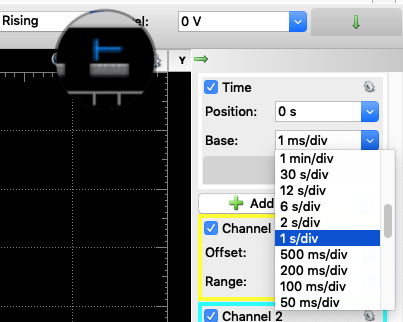 Rising
el:
0 V
Y
Time
Position:
0 s
Base:
1 ms/div
1 min/div
30 s/div
12 s/div
6 s/div
2 s/div
1 s/div
500 ms/div
200 ms/div
100 ms/div
50 ms/div
Add
Channel
Offset:
Range:
Channel 2